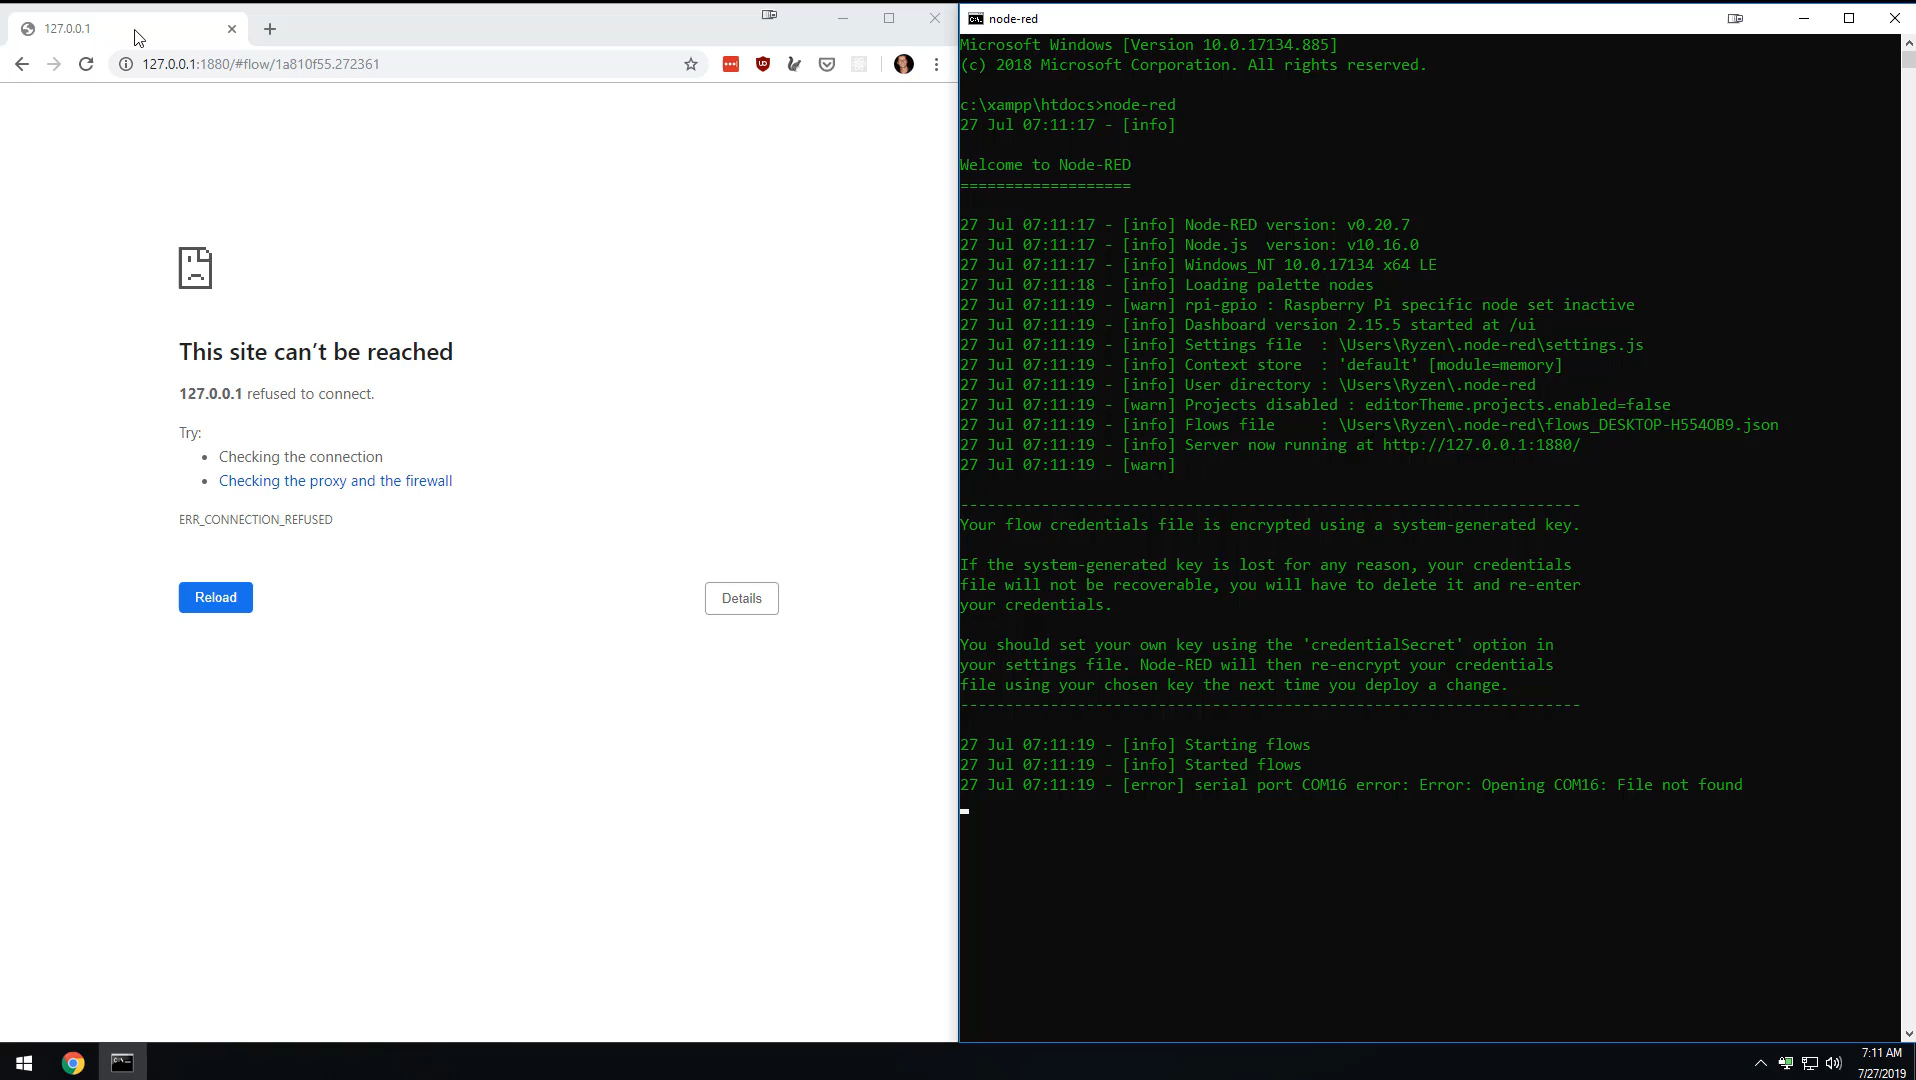 127.0.0.1
127.0.0.1:1880/#flow/1a810f55.272361
This site can’t be reached
127.0.0.1 refused to connect.
Try:
Checking the connection
Checking the proxy and the firewall
ERR_CONNECTION_REFUSED
Reload
Details
node-red
Microsoft Windows [Version 10.0.17134.885]
(c) 2018 Microsoft Corporation. All rights reserved.
c:\xampp\htdocs>node-red
27 Jul 07:11:17 - [info]
Welcome to Node-RED
===================
27 Jul 07:11:17 - [info] Node-RED version: v0.20.7
27 Jul 07:11:17 - [info] Node.js  version: v10.16.0
27 Jul 07:11:17 - [info] Windows_NT 10.0.17134 x64 LE
27 Jul 07:11:18 - [info] Loading palette nodes
27 Jul 07:11:19 - [warn] rpi-gpio : Raspberry Pi specific node set inactive
27 Jul 07:11:19 - [info] Dashboard version 2.15.5 started at /ui
27 Jul 07:11:19 - [info] Settings file  : \Users\Ryzen\.node-red\settings.js
27 Jul 07:11:19 - [info] Context store  : 'default' [module=memory]
27 Jul 07:11:19 - [info] User directory : \Users\Ryzen\.node-red
27 Jul 07:11:19 - [warn] Projects disabled : editorTheme.projects.enabled=false
27 Jul 07:11:19 - [info] Flows file     : \Users\Ryzen\.node-red\flows_DESKTOP-H554OB9.json
27 Jul 07:11:19 - [info] Server now running at http://127.0.0.1:1880/
27 Jul 07:11:19 - [warn]
---------------------------------------------------------------------
Your flow credentials file is encrypted using a system-generated key.
If the system-generated key is lost for any reason, your credentials
file will not be recoverable, you will have to delete it and re-enter
your credentials.
You should set your own key using the 'credentialSecret' option in
your settings file. Node-RED will then re-encrypt your credentials
file using your chosen key the next time you deploy a change.
---------------------------------------------------------------------
27 Jul 07:11:19 - [info] Starting flows
27 Jul 07:11:19 - [info] Started flows
27 Jul 07:11:19 - [error] serial port COM16 error: Error: Opening COM16: File not found
7:11 AM
7/27/2019